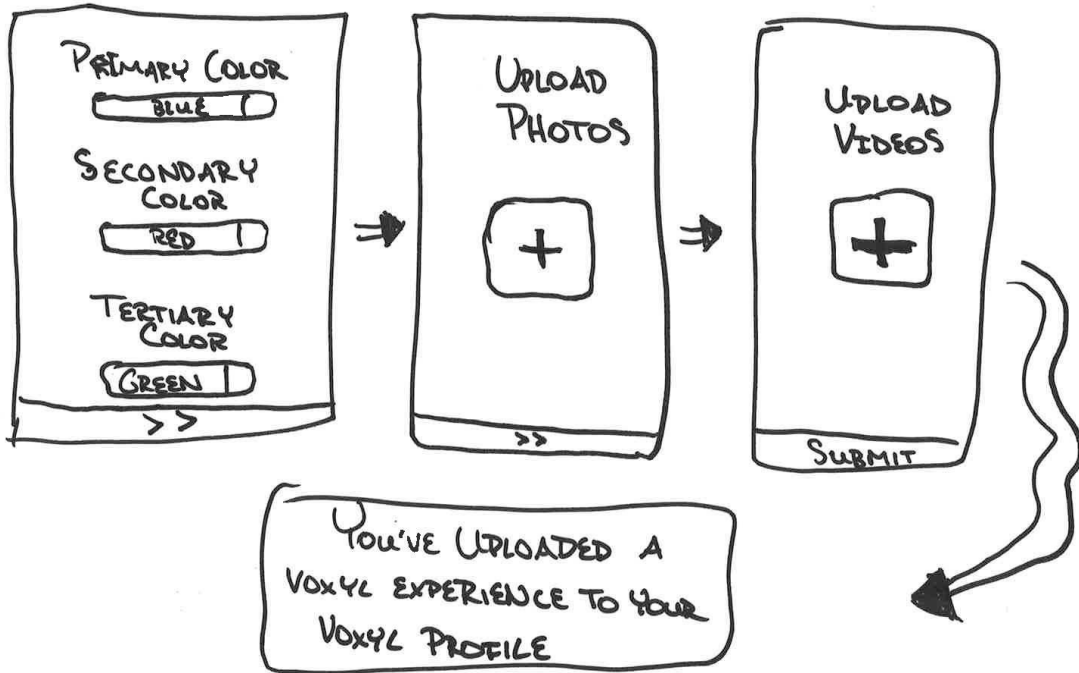 PRIMARY COLOR
BLUE
SECONDARY
COLOR
RED
TERTIARY
COLOR
GREEN
>>
UPLOAD
PHOTOS
+
>>
UPLOAD
VIDEOS
+
SUBMIT
YOU'VE UPLOADED A
VOXYL EXPERIENCE TO YOUR
VOXYL PROFILE